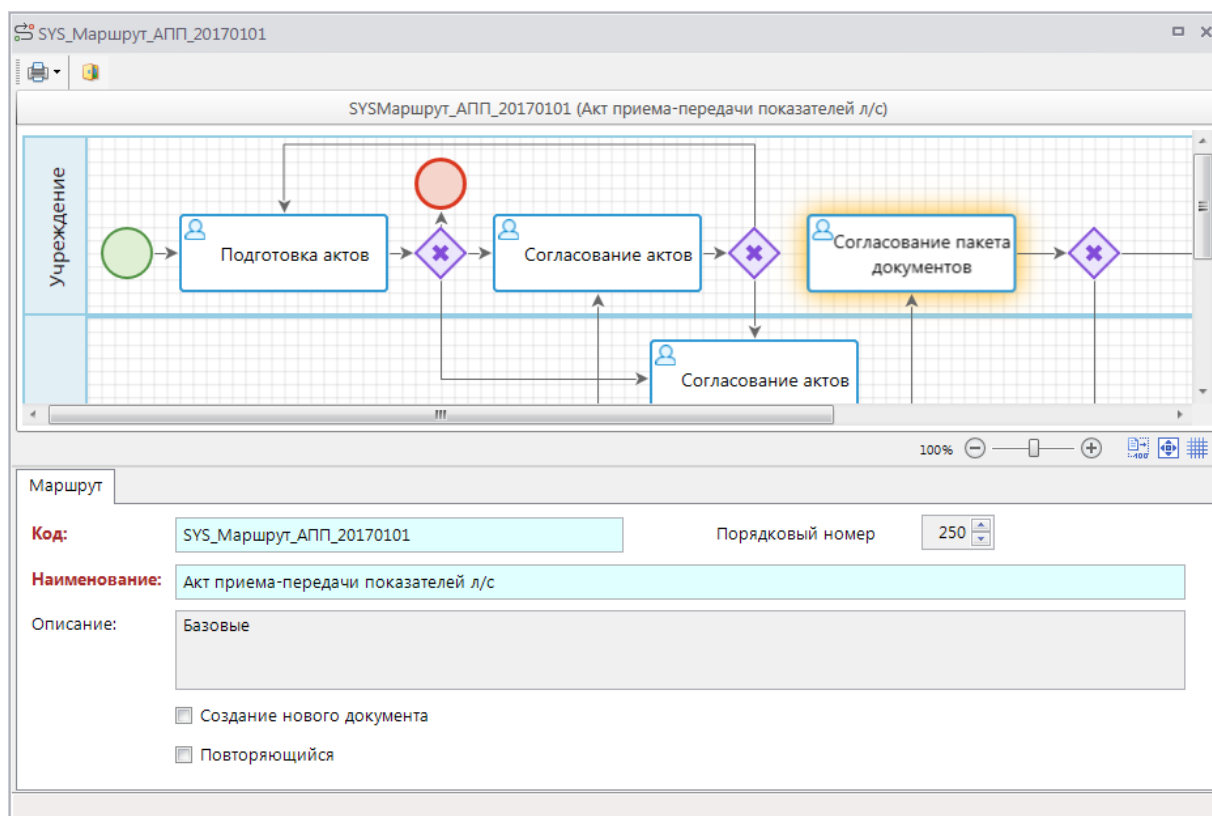 SYS_Маршрут_АПП_20170101
SYSМаршрут_АПП_20170101 (Акт приема-передачи показателей л/с)
Учреждение
Подготовка актов
Согласование актов
Согласование пакета
документов
Согласование актов
100%
Маршрут
Код:
SYS_Маршрут_АПП_20170101
Порядковый номер
250
Наименование:
Акт приема-передачи показателей л/с
Описание:
Базовые
Создание нового документа
Повторяющийся